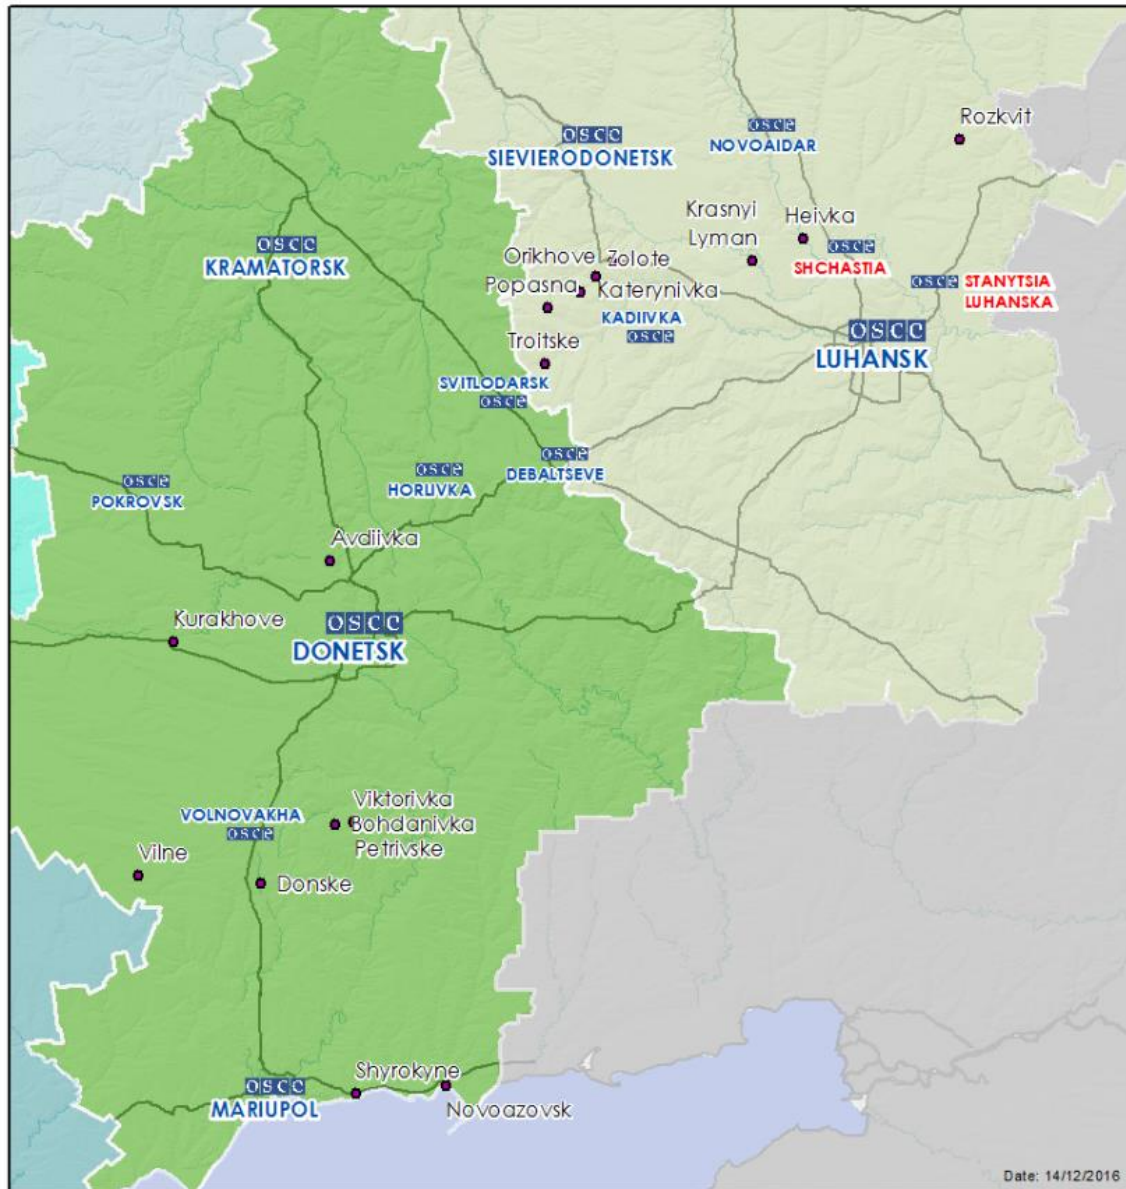 Rozkvit
OSCE
SIEVIERODONETSK
OSCE
NOVOAIDAR
Krasnyi
Lyman
Heivka
OSCE
SHCHASTIA
OSCE
KRAMATORSK
Orikhove
Zolote
Popasna
Katerynivka
KADIIVKA
OSCE
OSCE
STANYTSIA
LUHANSKA
OSCE
LUHANSK
Troitske
SVITLODARSK
OSCE
OSCE
DEBALTSEVE
OSCE
HORLIVKA
OSCE
POKROVSK
Avdiivka
Kurakhove
OSCE
DONETSK
VOLNOVAKHA
OSCE
Viktorivka
Bohdanivka
Petrivske
Vilne
Donske
Shyrokyne
OSCE
MARIUPOL
Novoazovsk
Date: 14/12/2016